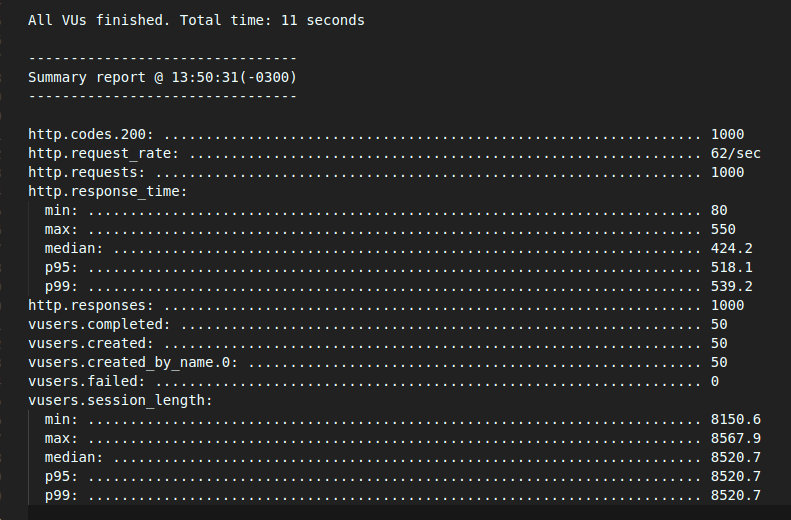 All VUs finished. Total time: 11 seconds
--------------------------------
Summary report @ 13:50:31(-0300)
--------------------------------
http.codes.200: ................................................................ 1000
http.request_rate: ............................................................. 62/sec
http.requests: ................................................................. 1000
http.response_time:
  min: ......................................................................... 80
  max: ......................................................................... 550
  median: ...................................................................... 424.2
  p95: ......................................................................... 518.1
  p99: ......................................................................... 539.2
http.responses: ................................................................ 1000
vusers.completed: .............................................................. 50
vusers.created: ................................................................ 50
vusers.created_by_name.0: ...................................................... 50
vusers.failed: ................................................................. 0
vusers.session_length:
  min: ......................................................................... 8150.6
  max: ......................................................................... 8567.9
  median: ...................................................................... 8520.7
  p95: ......................................................................... 8520.7
  p99: ......................................................................... 8520.7